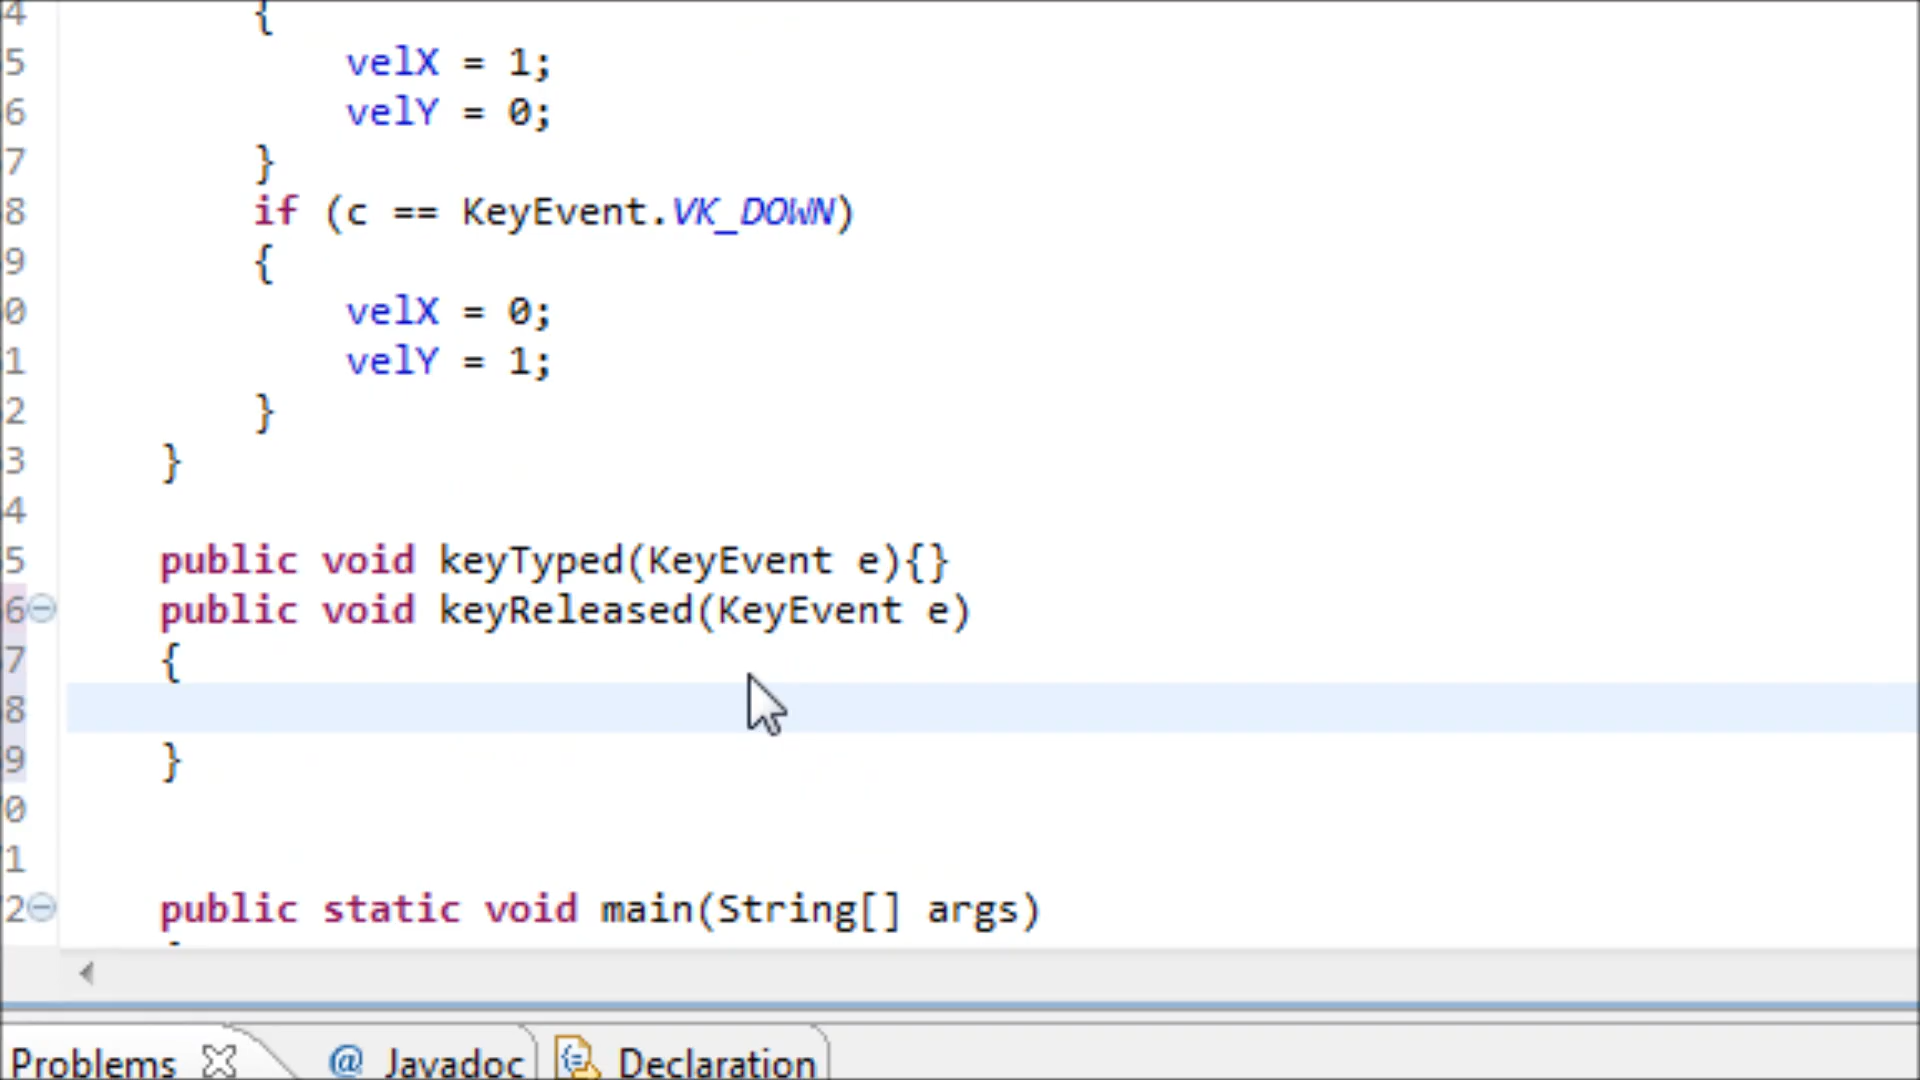 4 {
5 velX = 1;
6 velY = 0;
7 }
8 if (c == KeyEvent.VK_DOWN)
9 {
0 velX = 0;
1 velY = 1;
2 }
3 }
4
5 public void keyTyped(KeyEvent e){}
6 public void keyReleased(KeyEvent e)
7 {
8
9 }
0
1
2 public static void main(String[] args)
Problems @ Javadoc Declaration